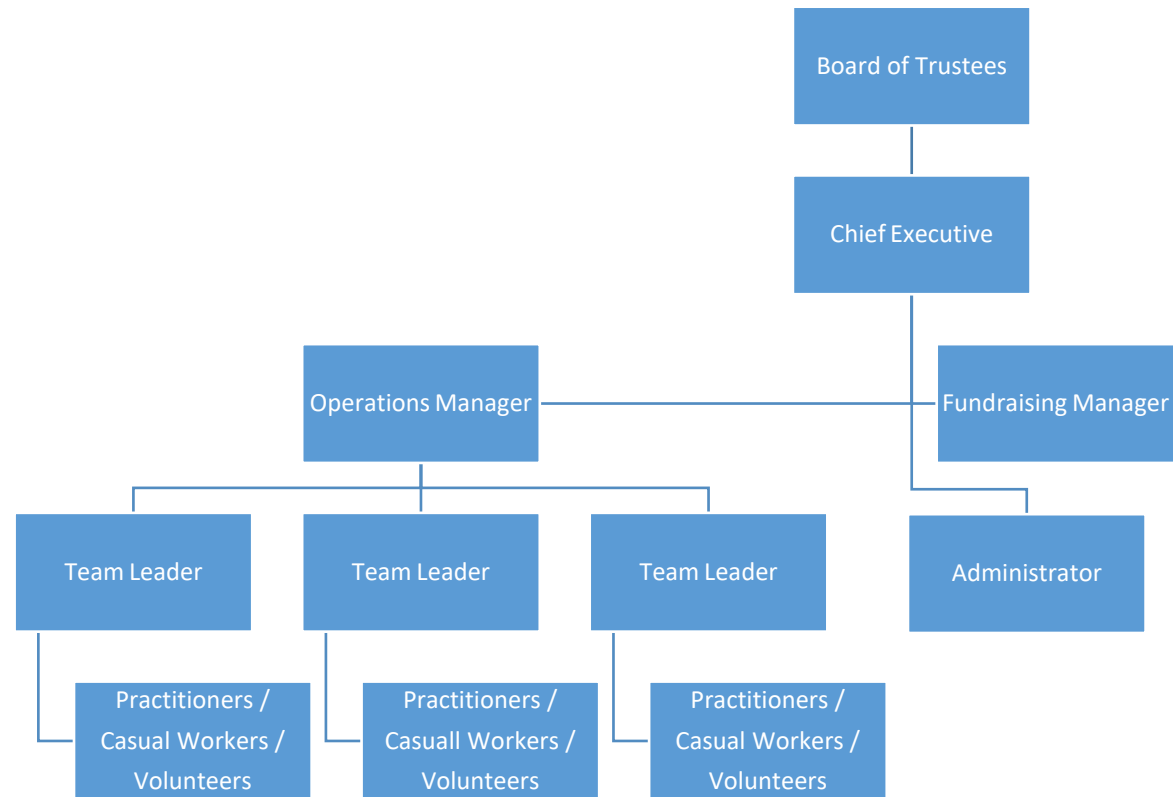 Board of Trustees
Chief Executive
Operations Manager
Fundraising Manager
Team Leader
Team Leader
Team Leader
Administrator
Practitioners /
Casual Workers /
Volunteers
Practitioners /
Casuall Workers /
Volunteers
Practitioners /
Casual Workers /
Volunteers